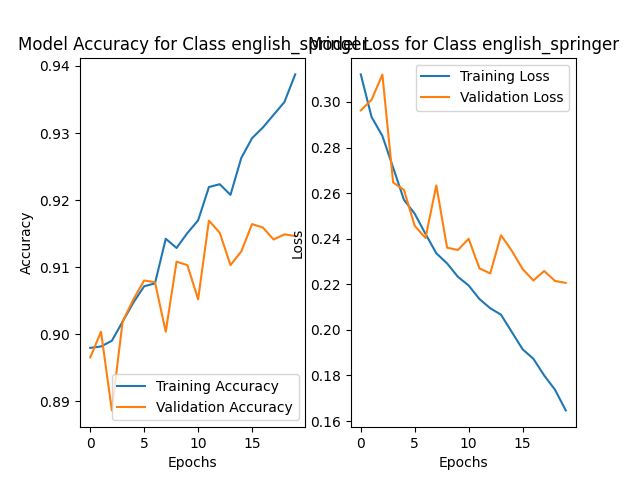 Model Accuracy for Class english_springer
Model Loss for Class english_springer
0.94
0.93
0.92
0.91
0.90
0.89
Accuracy
Training Accuracy
Validation Accuracy
0
5
10
15
Epochs
0.30
0.28
0.26
0.24
0.22
0.20
0.18
0.16
Loss
Training Loss
Validation Loss
0
5
10
15
Epochs